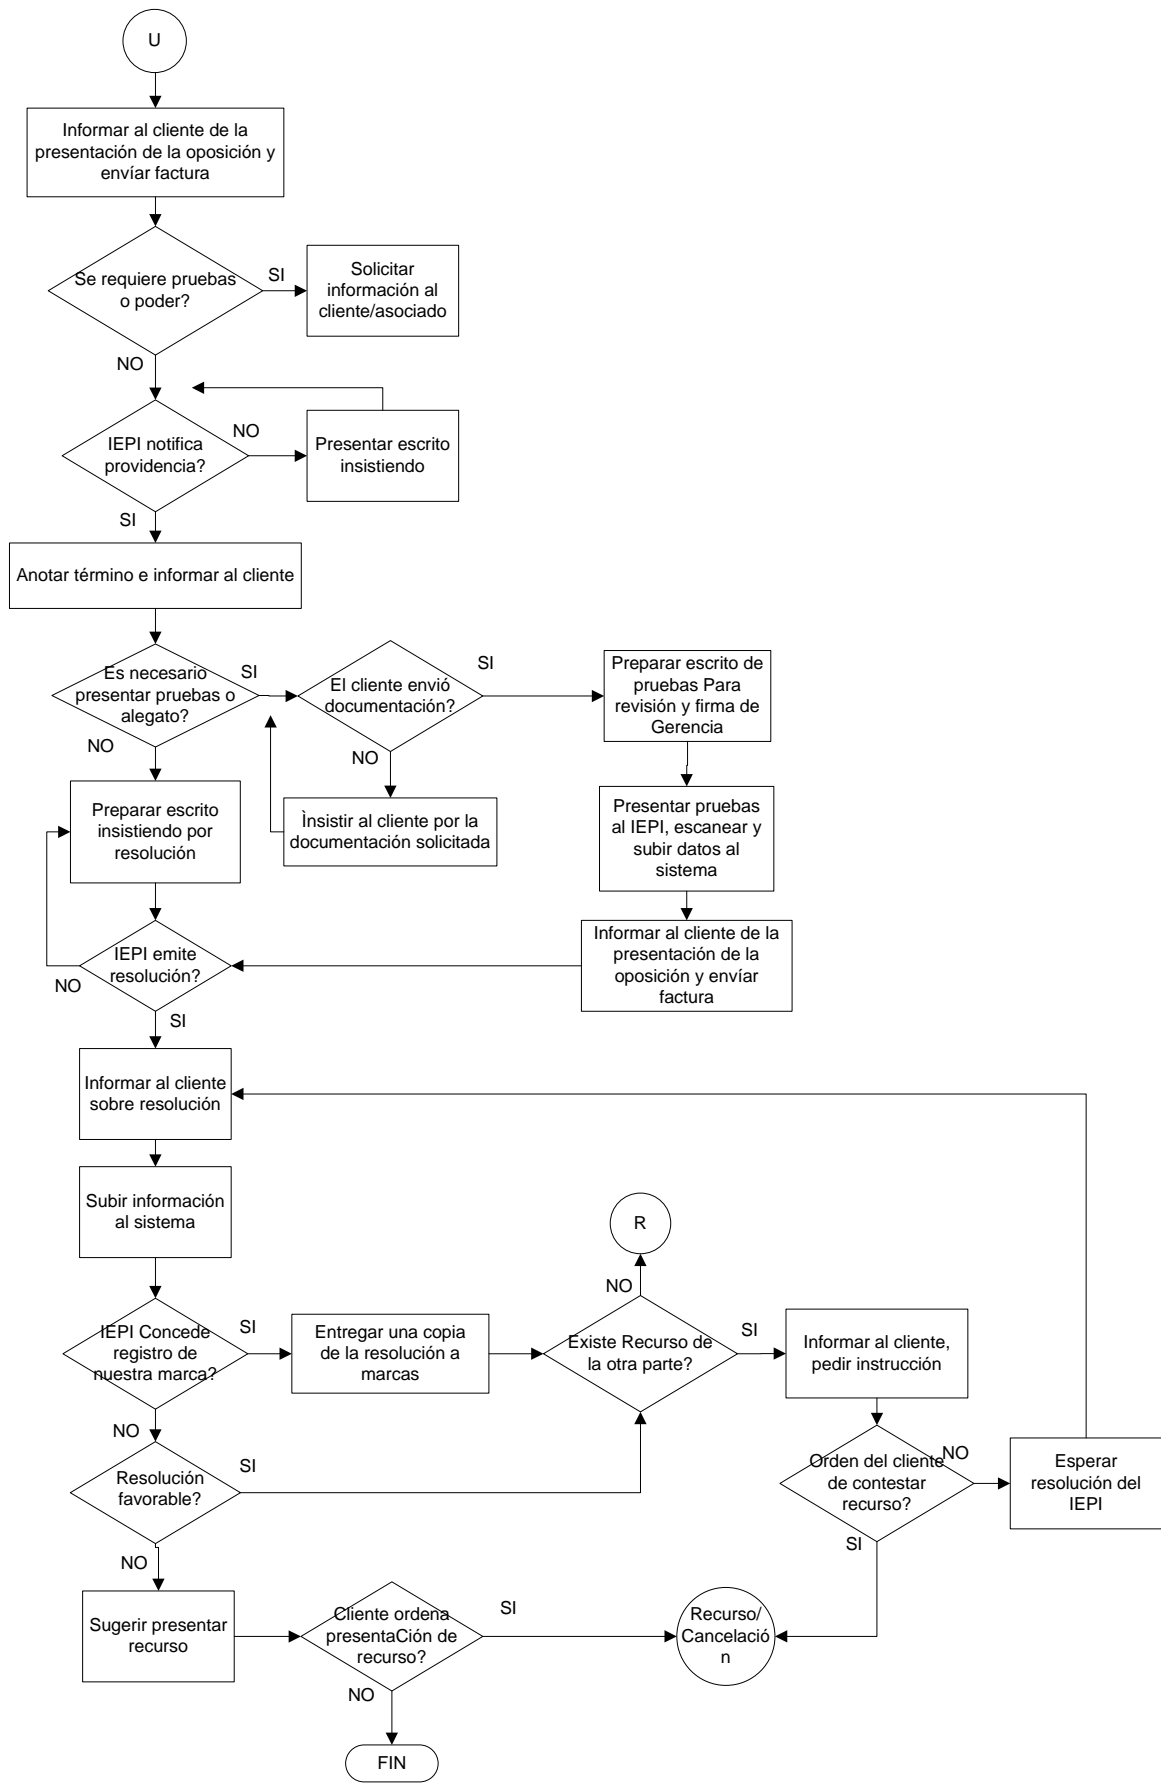 U
Informar al cliente de la
presentación de la oposición y
envíar factura
Se requiere pruebas
o poder?
SI
Solicitar
información al
cliente/asociado
NO
IEPI notifica
providencia?
NO
Presentar escrito
insistiendo
SI
Anotar término e informar al cliente
Es necesario
presentar pruebas o
alegato?
SI
El cliente envió
documentación?
SI
Preparar escrito de
pruebas Para
revisión y firma de
Gerencia
NO
NO
Preparar escrito
insistiendo por
resolución
Ìnsistir al cliente por la
documentación solicitada
Presentar pruebas
al IEPI, escanear y
subir datos al
sistema
IEPI emite
resolución?
NO
Informar al cliente de la
presentación de la
oposición y envíar
factura
SI
Informar al cliente
sobre resolución
Subir información
al sistema
R
NO
IEPI Concede
registro de
nuestra marca?
SI
Entregar una copia
de la resolución a
marcas
Existe Recurso de
la otra parte?
SI
Informar al cliente,
pedir instrucción
NO
Resolución
favorable?
SI
Orden del cliente
de contestar
recurso?
NO
Esperar
resolución del
IEPI
SI
NO
Sugerir presentar
recurso
Cliente ordena
presentaCión de
recurso?
SI
Recurso/
Cancelació
n
NO
FIN